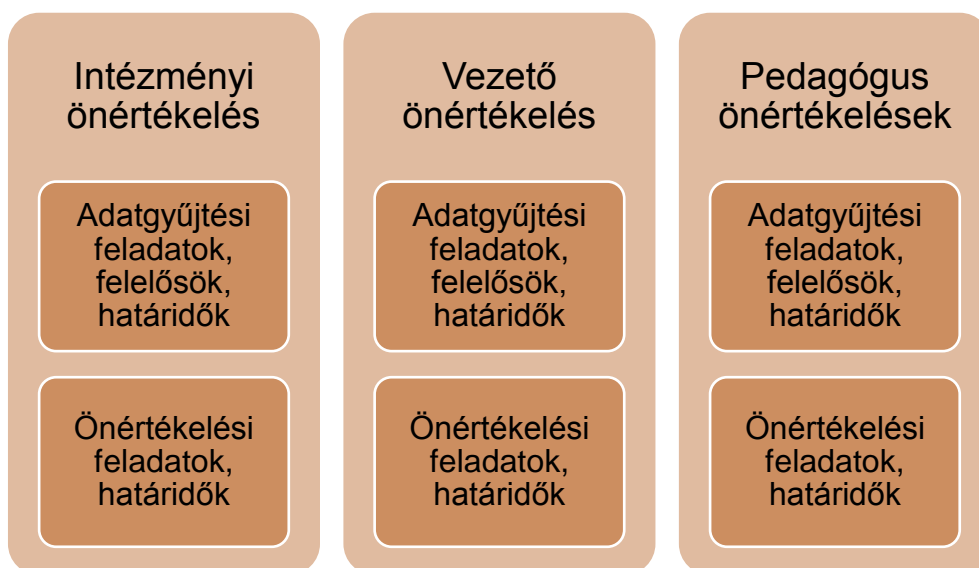 Intézményi
önértékelés
Adatgyűjtési
feladatok,
felelősök,
határidők
Önértékelési
feladatok,
határidők
Vezető
önértékelés
Adatgyűjtési
feladatok,
felelősök,
határidők
Önértékelési
feladatok,
határidők
Pedagógus
önértékelések
Adatgyűjtési
feladatok,
felelősök,
határidők
Önértékelési
feladatok,
határidők